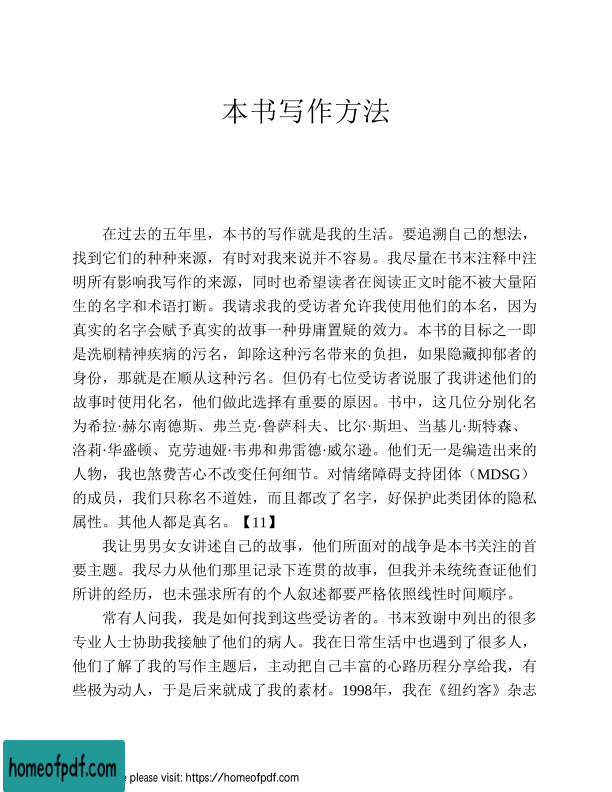 本书写作方法
在过去的五年里，本书的写作就是我的生活。要追溯自己的想法，
找到它们的种种来源，有时对我来说并不容易。我尽量在书末注释中注
明所有影响我写作的来源，同时也希望读者在阅读正文时能不被大量陌
生的名字和术语打断。我请求我的受访者允许我使用他们的本名，因为
真实的名字会赋予真实的故事一种毋庸置疑的效力。本书的目标之一即
是洗刷精神疾病的污名，卸除这种污名带来的负担，如果隐藏抑郁者的
身份，那就是在顺从这种污名。但仍有七位受访者说服了我讲述他们的
故事时使用化名，他们做此选择有重要的原因。书中，这几位分别化名
为希拉·赫尔南德斯、弗兰克·鲁萨科夫、比尔·斯坦、当基儿·斯特森、
洛莉·华盛顿、克劳迪娅·韦弗和弗雷德·威尔逊。他们无一是编造出来的
人物，我也煞费苦心不改变任何细节。对情绪障碍支持团体（MDSG）
的成员，我们只称名不道姓，而且都改了名字，好保护此类团体的隐私
属性。其他人都是真名。【11】
我让男男女女讲述自己的故事，他们所面对的战争是本书关注的首
要主题。我尽力从他们那里记录下连贯的故事，但我并未统统查证他们
所讲的经历，也未强求所有的个人叙述都要严格依照线性时间顺序。
常有人问我，我是如何找到这些受访者的。书末致谢中列出的很多
专业人士协助我接触了他们的病人。我在日常生活中也遇到了很多人，
他们了解了我的写作主题后，主动把自己丰富的心路历程分享给我，有
些极为动人，于是后来就成了我的素材。1998年，我在《纽约客》杂志
homeofpdf.com
e please visit: https://homeofpdf.com